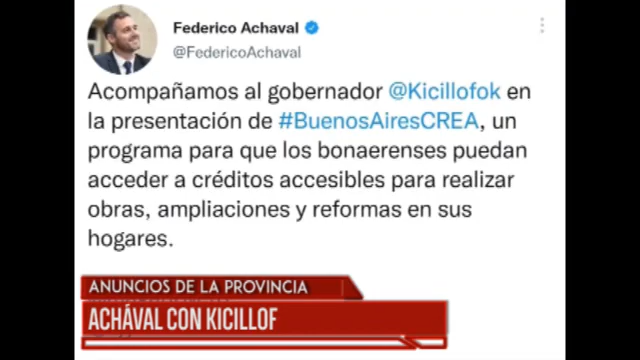 Federico Achaval
@FedericoAchaval
Acompañamos al gobernador @Kicillofok en
la presentación de #BuenosAiresCREA, un
programa para que los bonaerenses puedan
acceder a créditos accesibles para realizar
obras, ampliaciones y reformas en sus
hogares.
ANUNCIOS DE LA PROVINCIA
ACHÁVAL CON KICILLOF